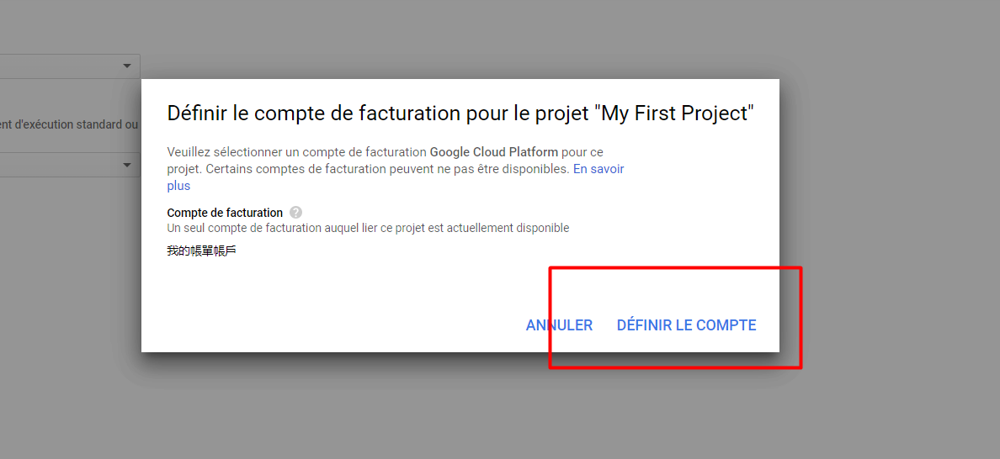 Définir le compte de facturation pour le projet "My First Project"
ent d'exécution standard ou
Veuillez sélectionner un compte de facturation Google Cloud Platform pour ce
projet. Certains comptes de facturation peuvent ne pas être disponibles. En savoir
plus
Compte de facturation ?
Un seul compte de facturation auquel lier ce projet est actuellement disponible
我的帳單帳戶
ANNULER DÉFINIR LE COMPTE